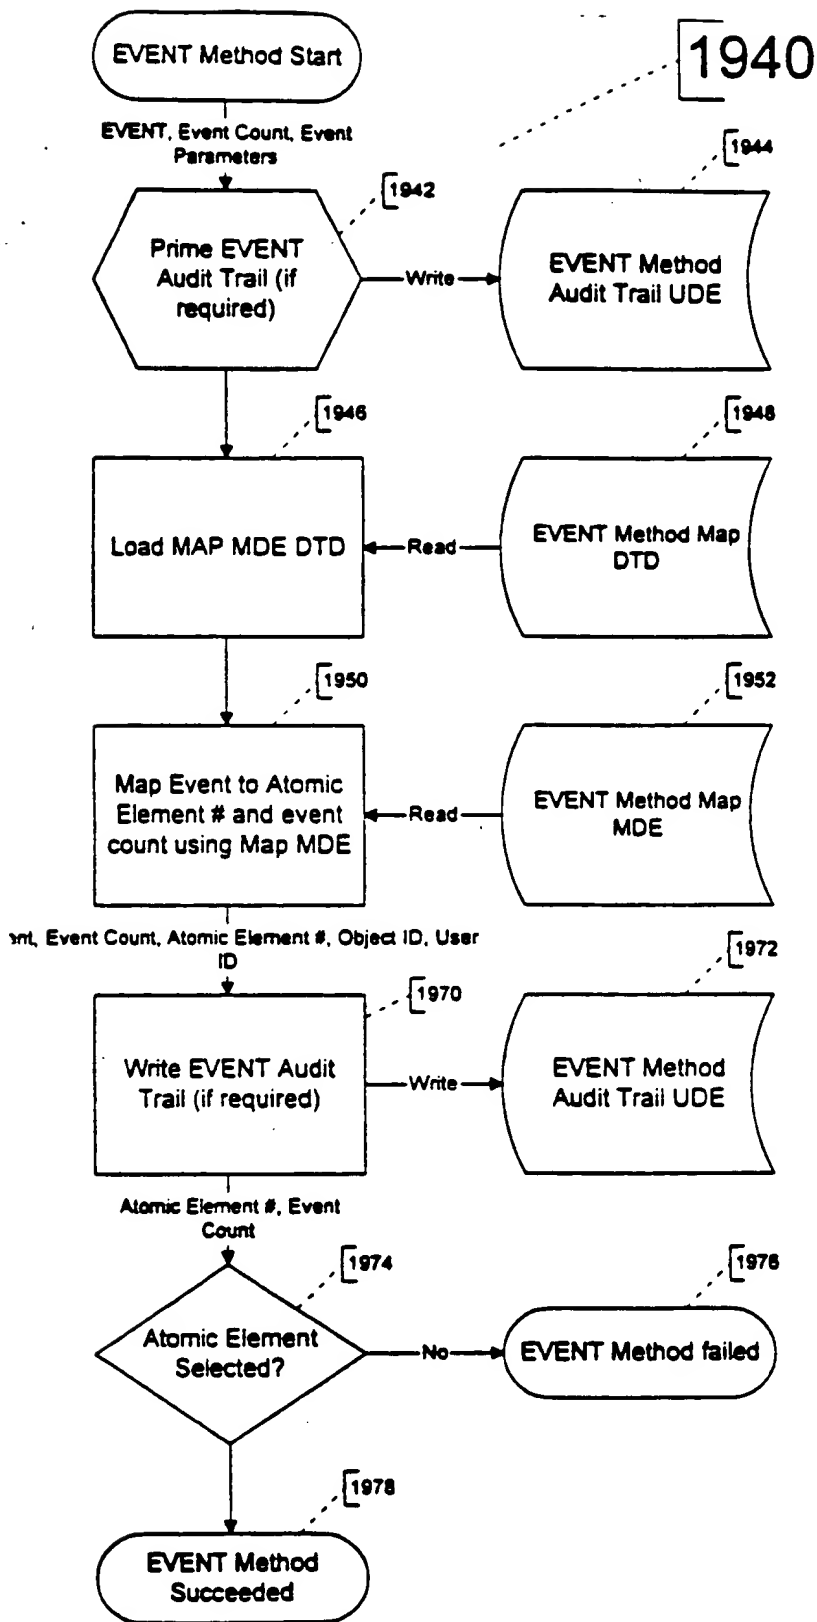 EVENT Method Start
1940
EVENT, Event Count, Event
Parameters
1944
1942
Prime EVENT
Audit Trail (if
required)
Write
EVENT Method
Audit Trail UDE
1946
1948
Load MAP MDE DTD
Read
EVENT Method Map
DTD
1950
1952
Map Event to Atomic
Element # and event
count using Map MDE
Read
EVENT Method Map
MDE
Event Count, Atomic Element #, Object ID, User
ID
1972
1970
Write EVENT Audit
Trail (if required)
Write
EVENT Method
Audit Trail UDE
Atomic Element #, Event
Count
1974
1976
Atomic Element
Selected?
No
EVENT Method failed
1978
EVENT Method
Succeeded